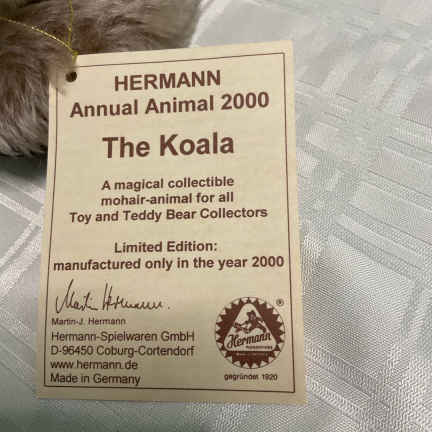 HERMANN
Annual Animal 2000
The Koala
A magical collectible
mohair-animal for all
Toy and Teddy Bear Collectors
Limited Edition:
manufactured only in the year 2000
Martin Hermann.
Martin-J. Hermann
Hermann-Spielwaren GmbH
D-96450 Coburg-Cortendorf
www.hermann.de
Made in Germany
®
Hermann
gegründet 1920